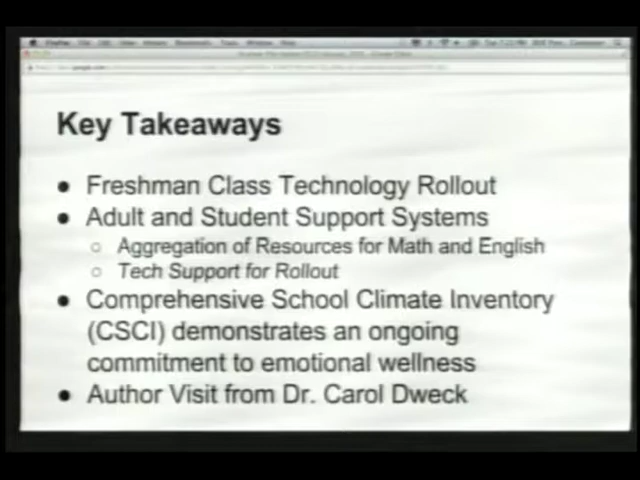 Key Takeaways
● Freshman Class Technology Rollout
● Adult and Student Support Systems
○ Aggregation of Resources for Math and English
○ Tech Support for Rollout
● Comprehensive School Climate Inventory
(CSCI) demonstrates an ongoing
commitment to emotional wellness
● Author Visit from Dr. Carol Dweck